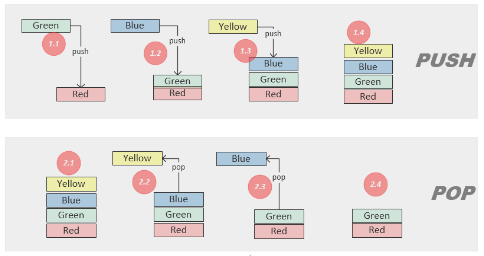 Green
1.1
push
Red
Blue
1.2
push
Green
Red
Yellow
1.3
push
Blue
Green
Red
1.4
Yellow
Blue
Green
Red
PUSH
2.1
Yellow
Blue
Green
Red
Yellow
2.2
pop
Blue
Green
Red
Blue
2.3
pop
Green
Red
2.4
Green
Red
POP